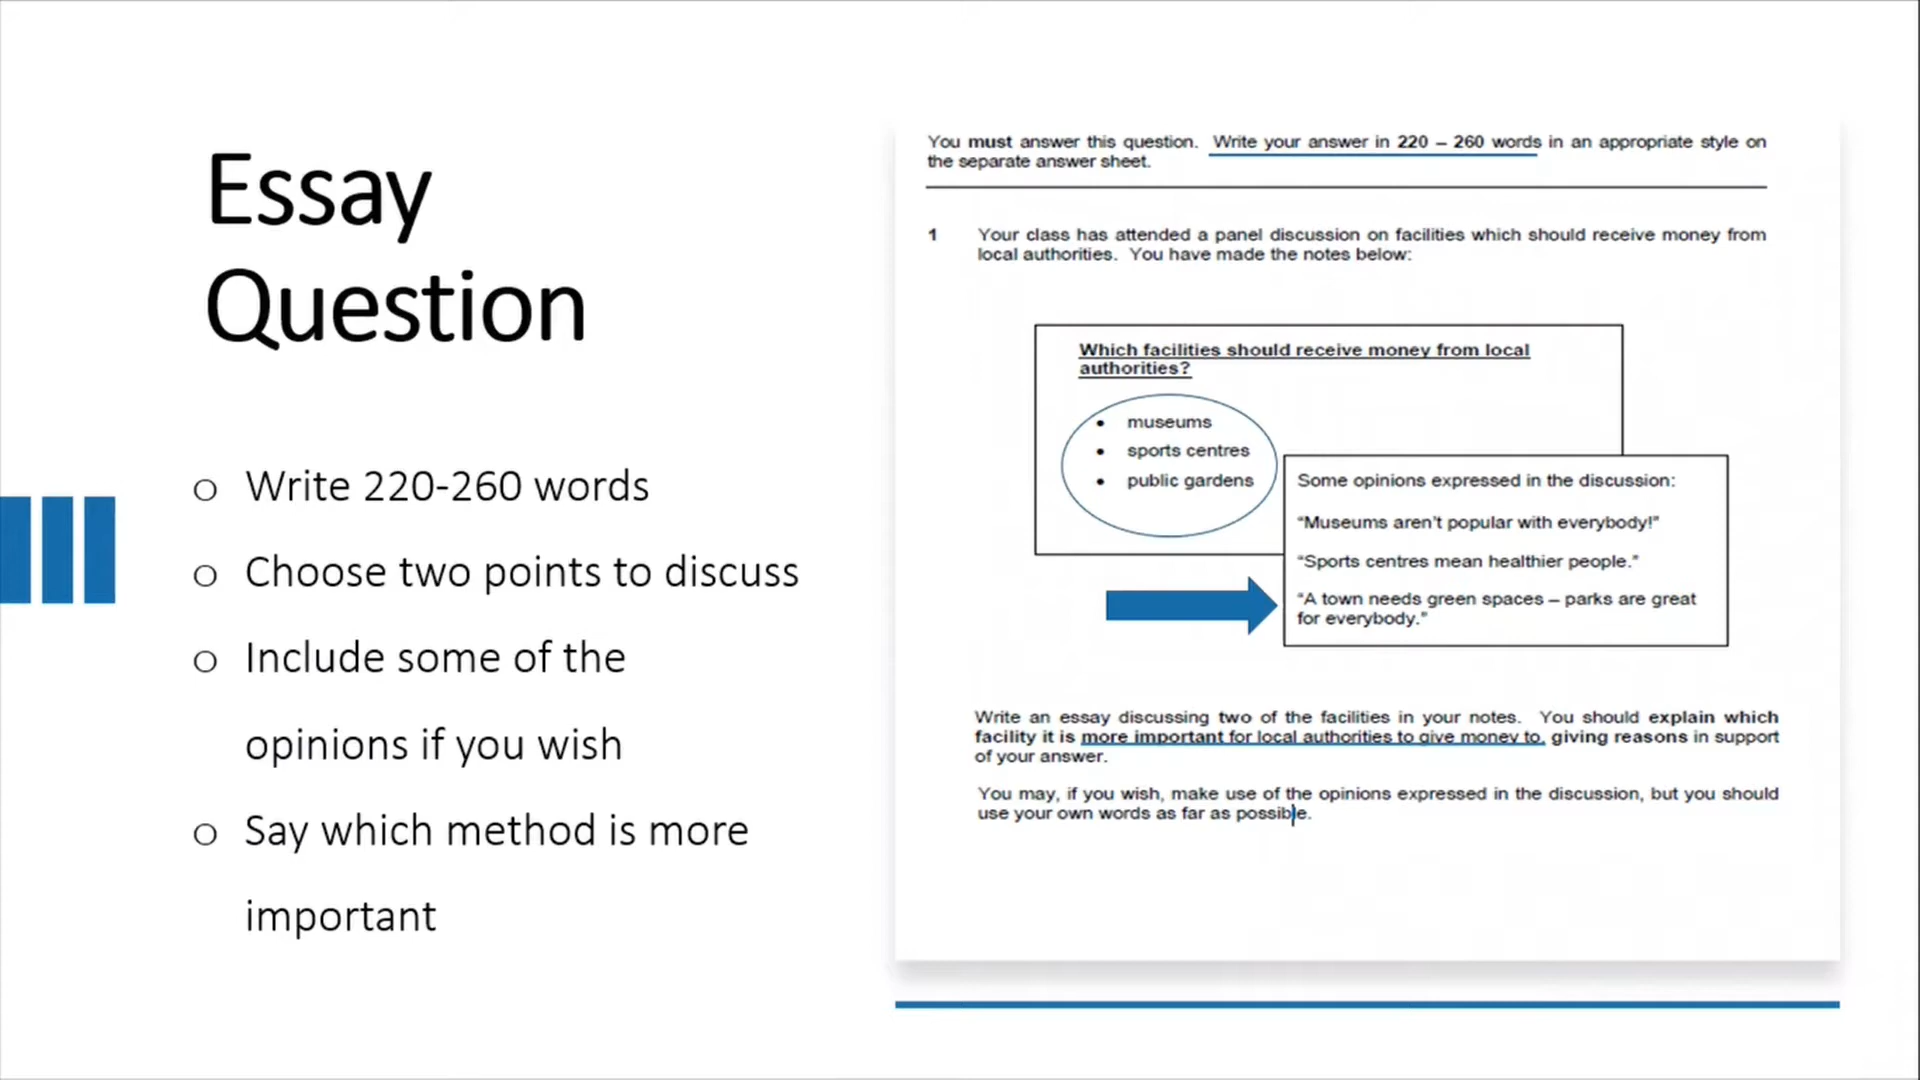 Essay
Question
o Write 220-260 words
o Choose two points to discuss
o Include some of the
opinions if you wish
o Say which method is more
important
You must answer this question. Write your answer in 220 – 260 words in an appropriate style on
the separate answer sheet.
1 Your class has attended a panel discussion on facilities which should receive money from
local authorities. You have made the notes below:
Which facilities should receive money from local
authorities?
• museums
• sports centres
• public gardens
Some opinions expressed in the discussion:
“Museums aren’t popular with everybody!”
“Sports centres mean healthier people.”
“A town needs green spaces – parks are great
for everybody.”
Write an essay discussing two of the facilities in your notes. You should explain which
facility it is more important for local authorities to give money to, giving reasons in support
of your answer.
You may, if you wish, make use of the opinions expressed in the discussion, but you should
use your own words as far as possible.